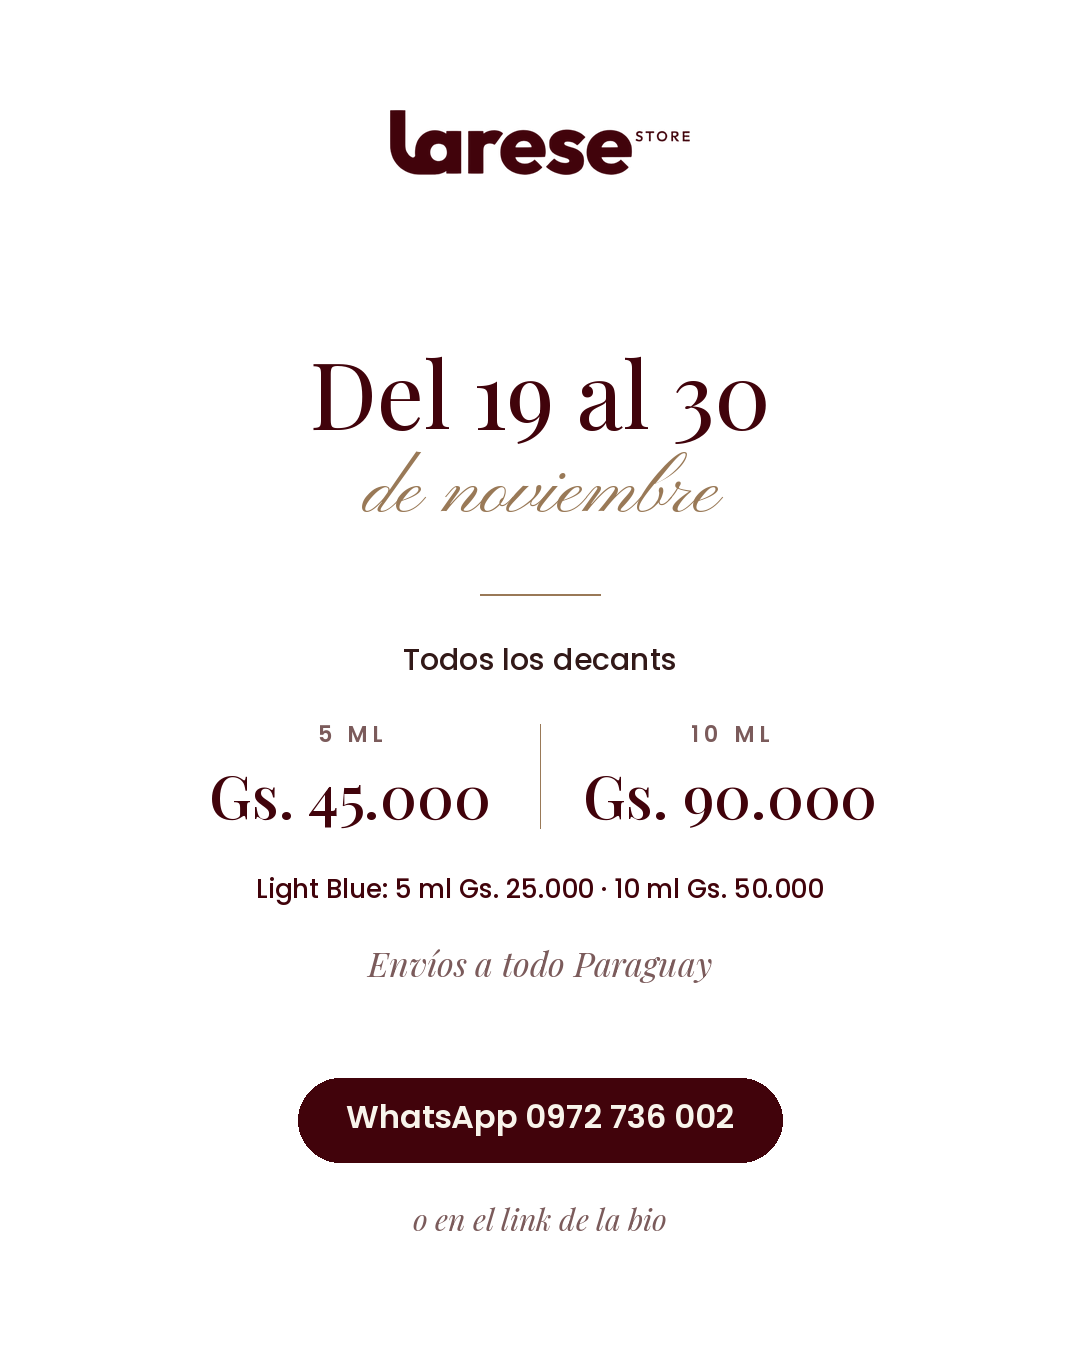 Larese STORE
Del 19 al 30
de noviembre
Todos los decants
5 ML
Gs. 45.000
10 ML
Gs. 90.000
Light Blue: 5 ml Gs. 25.000 · 10 ml Gs. 50.000
Envíos a todo Paraguay
WhatsApp 0972 736 002
o en el link de la bio